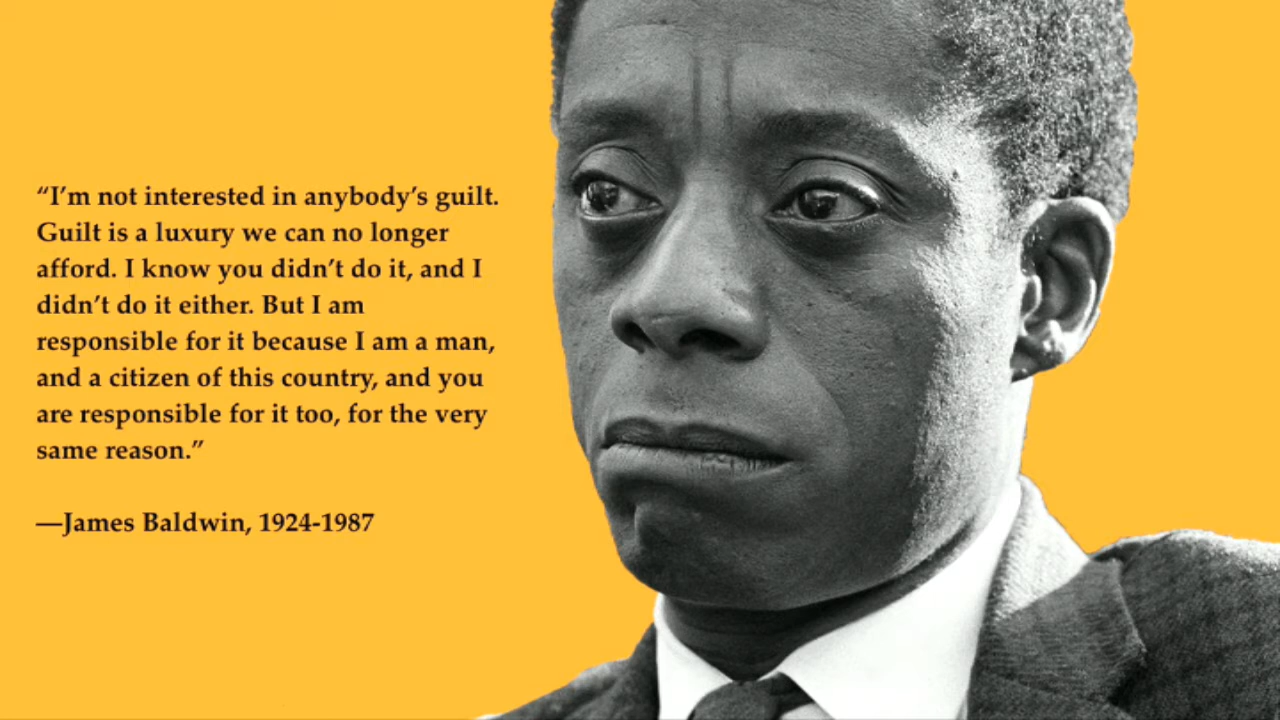 “I’m not interested in anybody’s guilt.
Guilt is a luxury we can no longer
afford. I know you didn’t do it, and I
didn’t do it either. But I am
responsible for it because I am a man,
and a citizen of this country, and you
are responsible for it too, for the very
same reason.”
—James Baldwin, 1924-1987